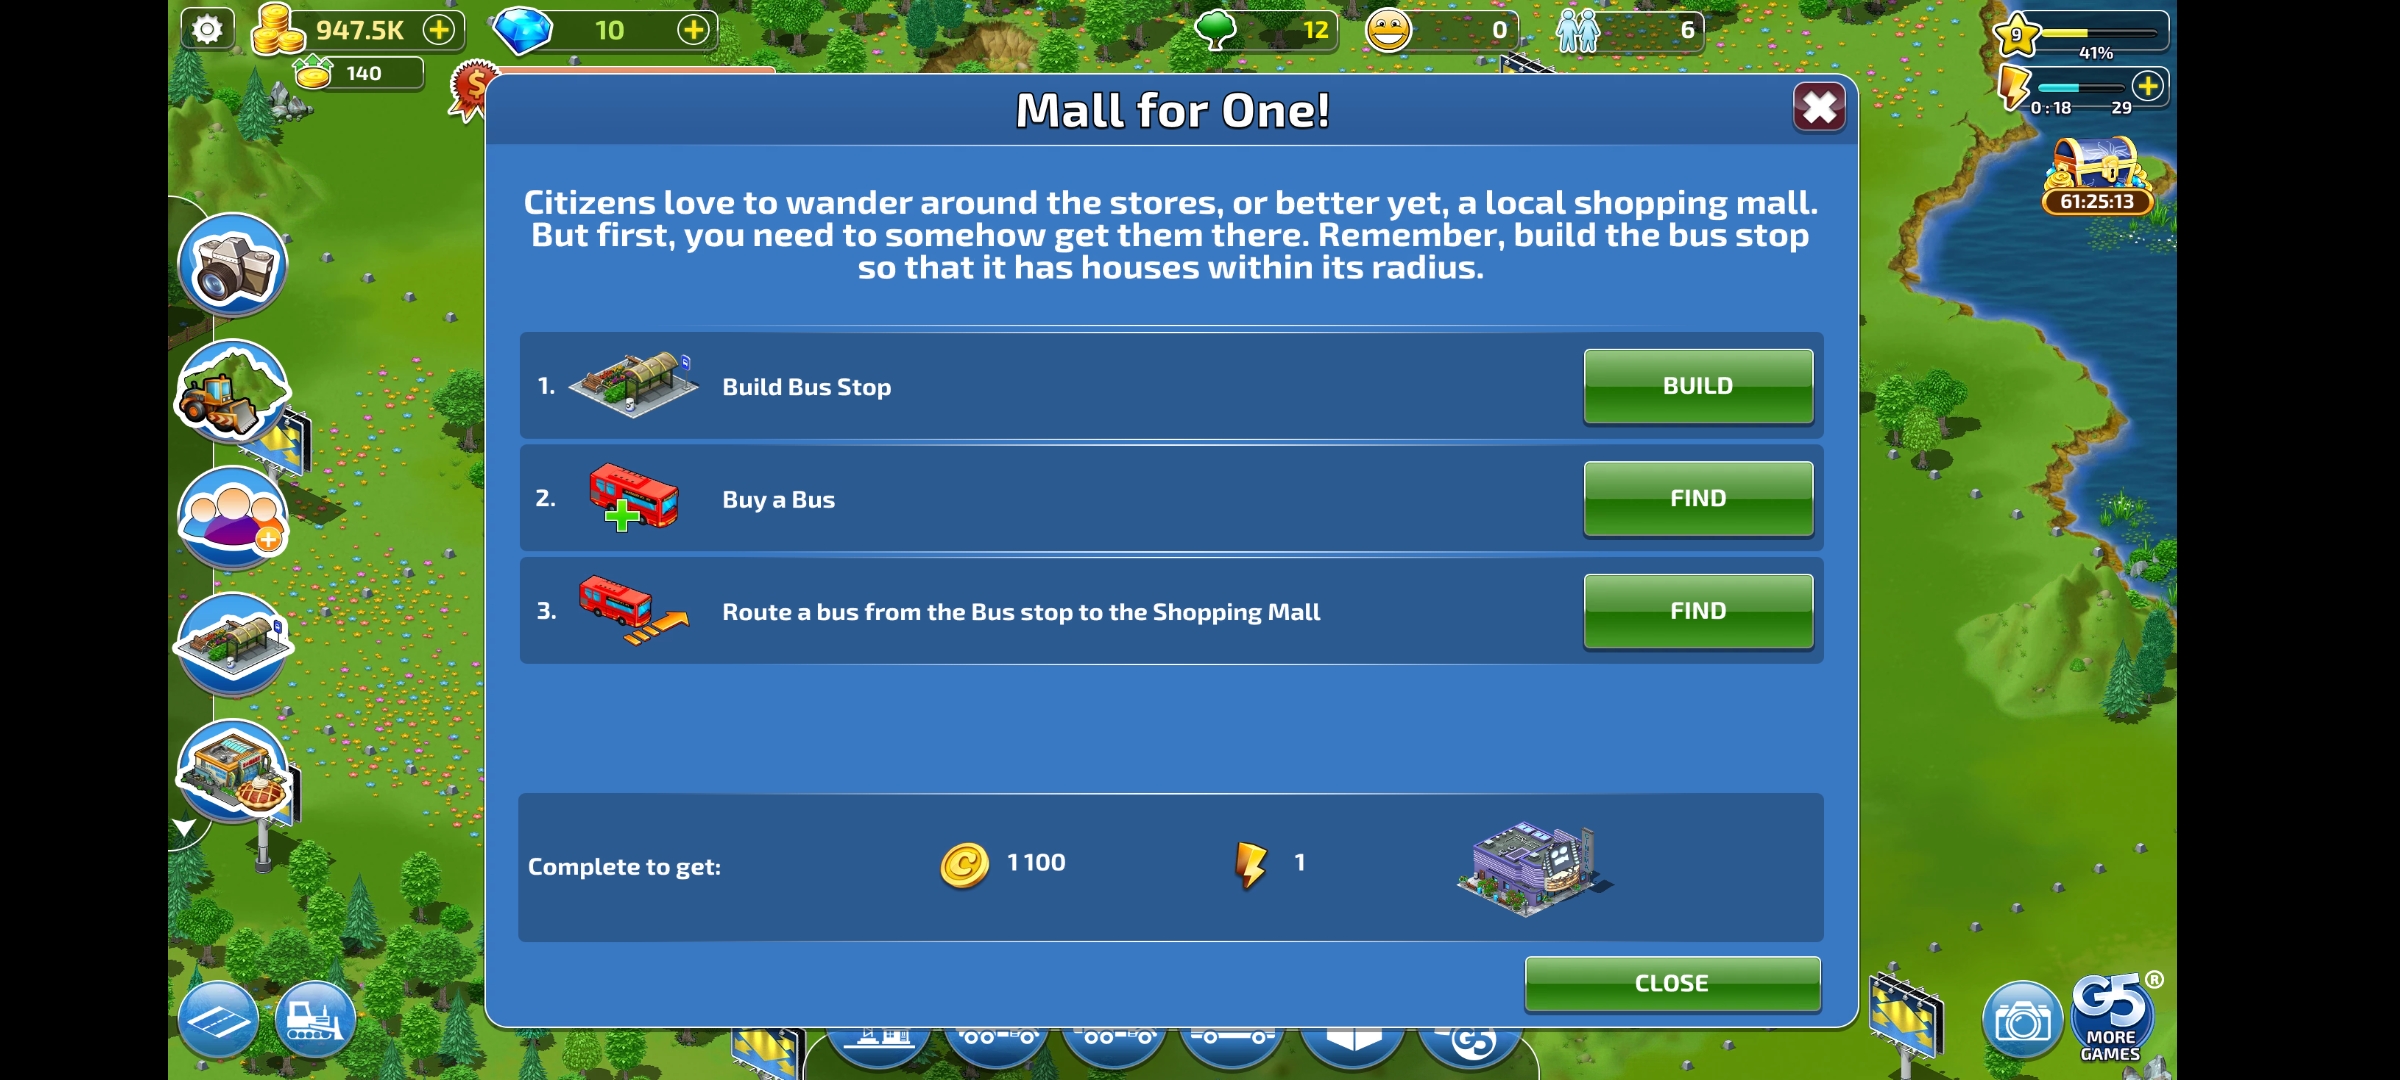 947.5K
10
12
0
6
9
41%
140
0:18
29
61:25:13
Mall for One!
Citizens love to wander around the stores, or better yet, a local shopping mall.
But first, you need to somehow get them there. Remember, build the bus stop
so that it has houses within its radius.
1.
Build Bus Stop
BUILD
2.
Buy a Bus
FIND
3.
Route a bus from the Bus stop to the Shopping Mall
FIND
Complete to get:
1 100
1
CLOSE
G5
G5®
MORE
GAMES